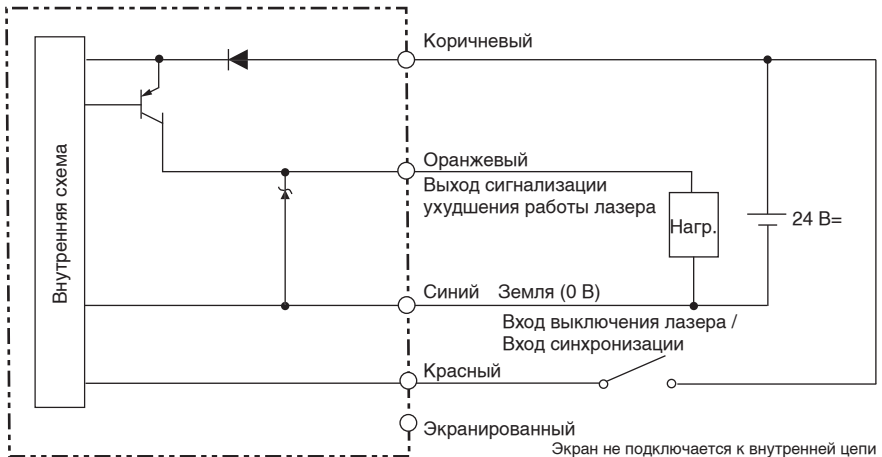 Коричневый
Оранжевый
Выход сигнализации
ухудшения работы лазера
Внутренняя схема
Нагр.
24 В=
Синий Земля (0 В)
Вход выключения лазера /
Вход синхронизации
Красный
Экранированный
Экран не подключается к внутренней цепи